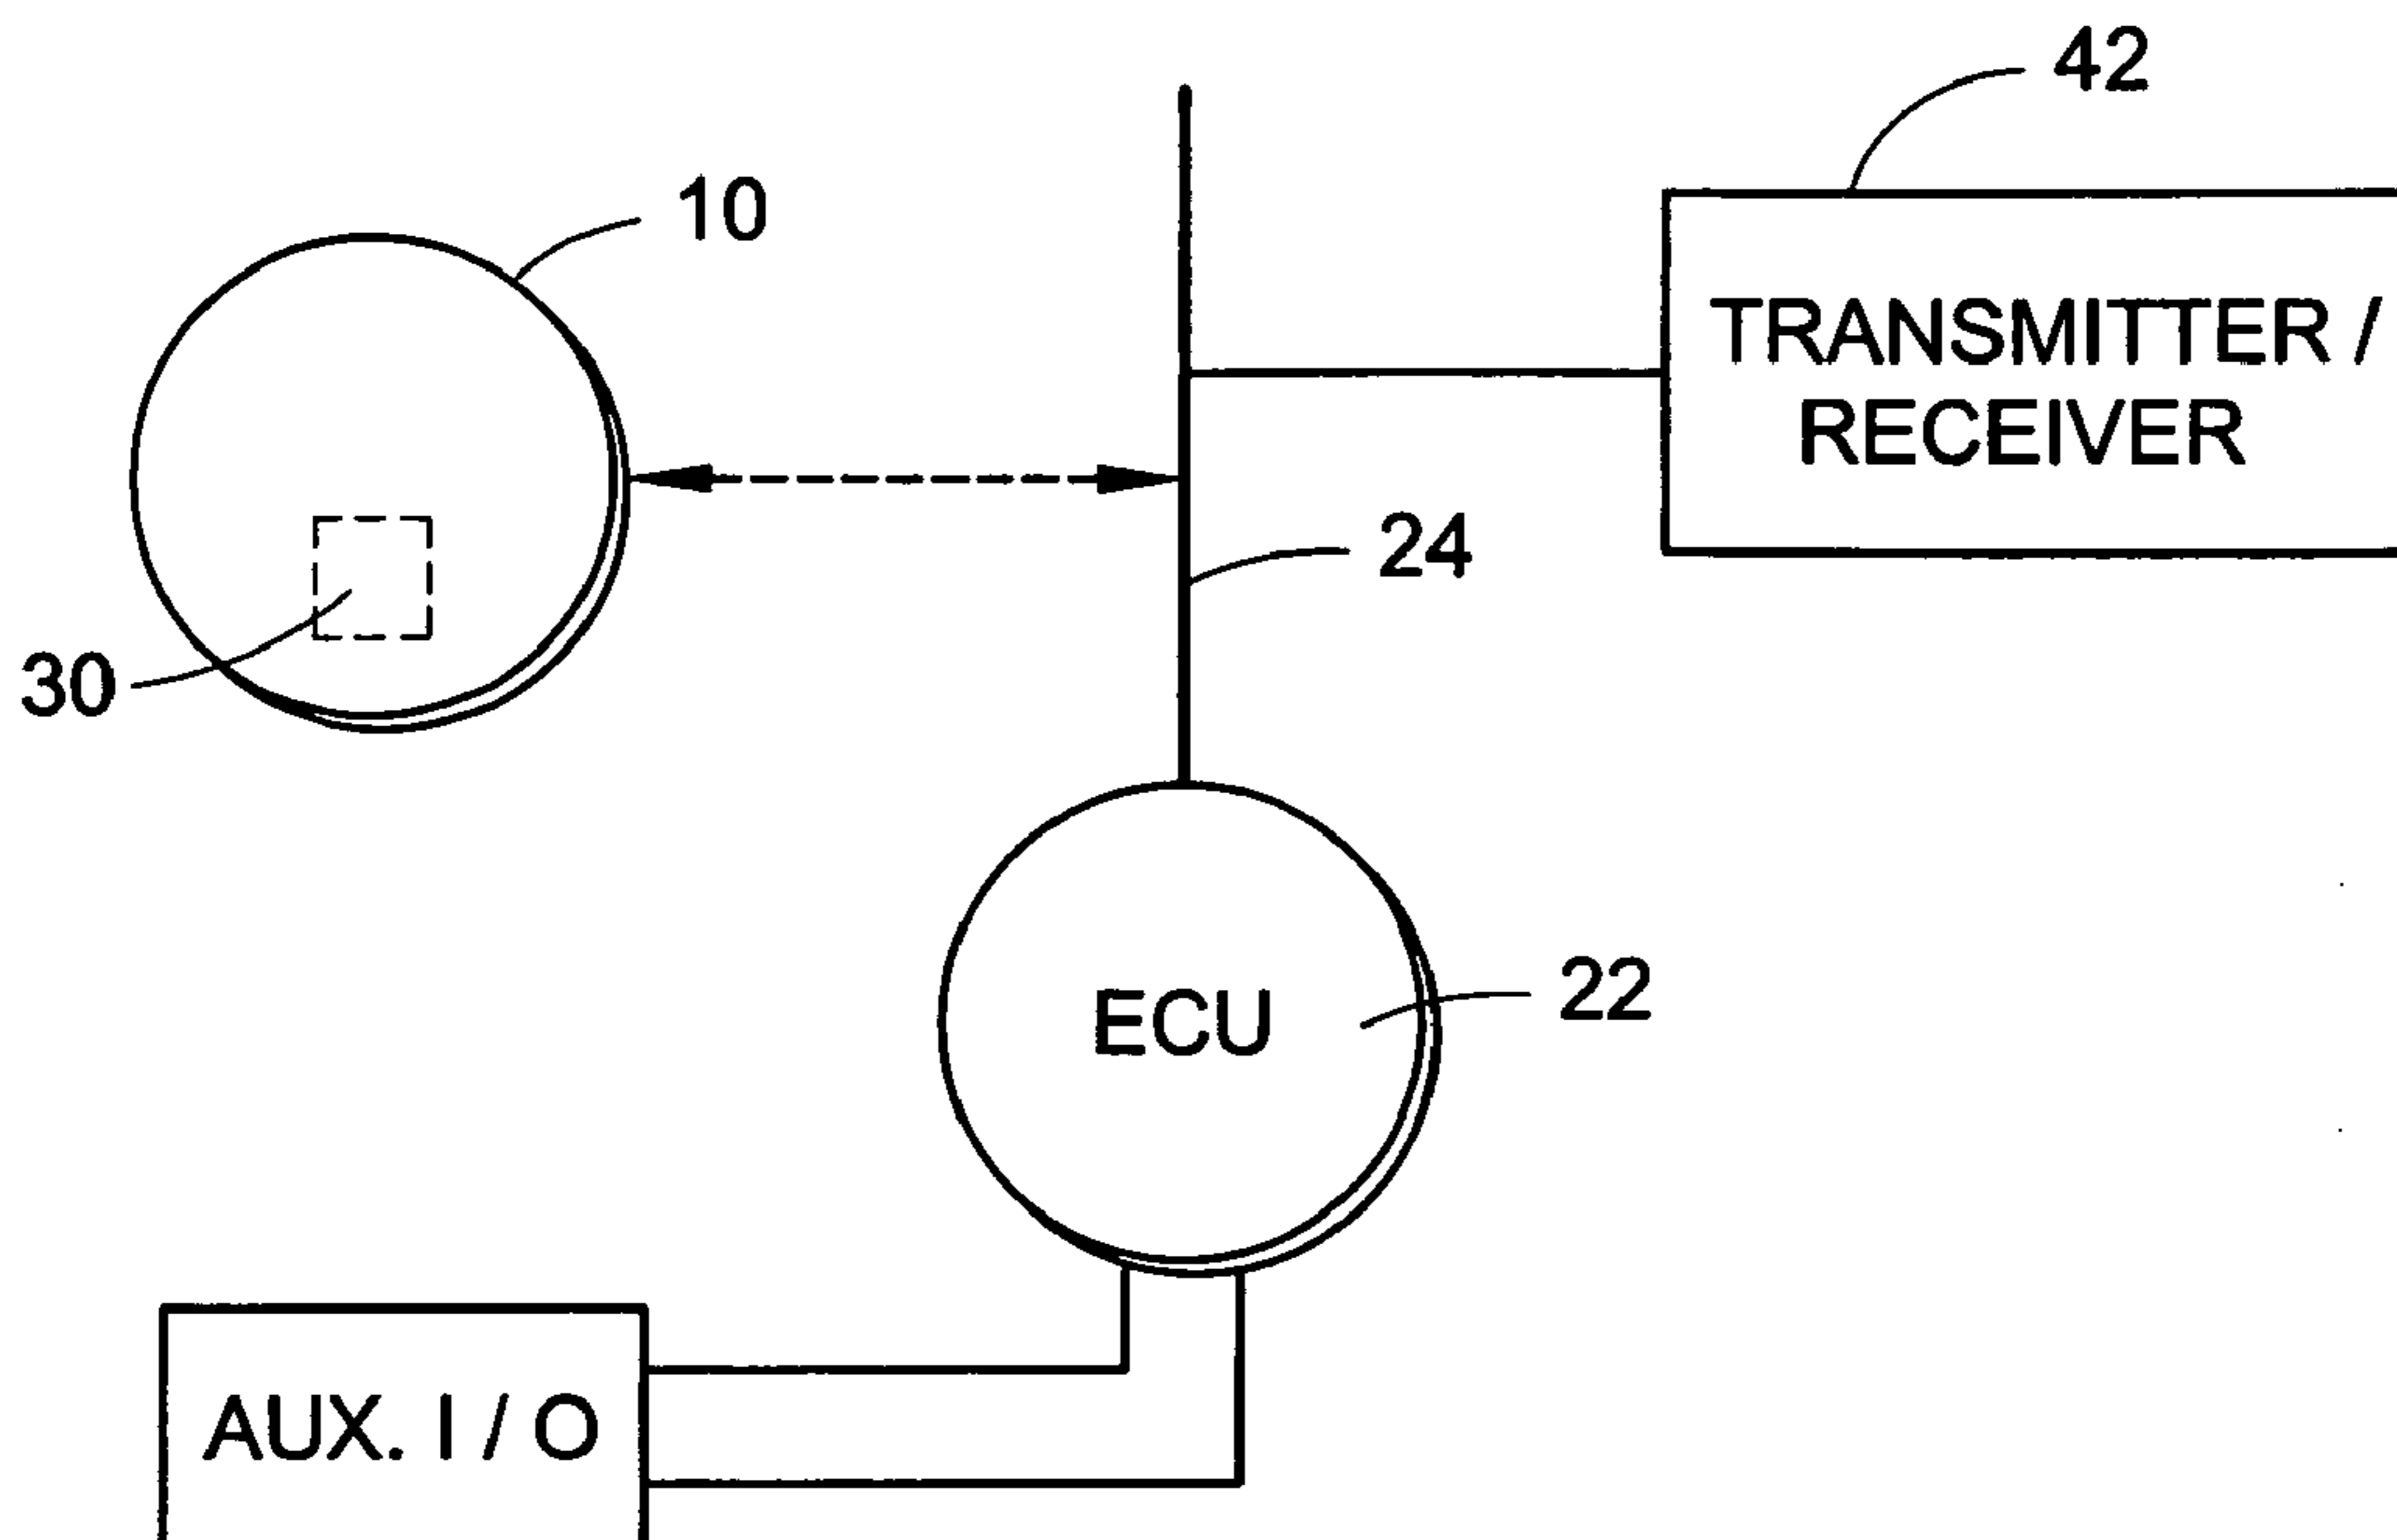 42
10
TRANSMITTER /
RECEIVER
24
30
22
ECU
AUX. I / O